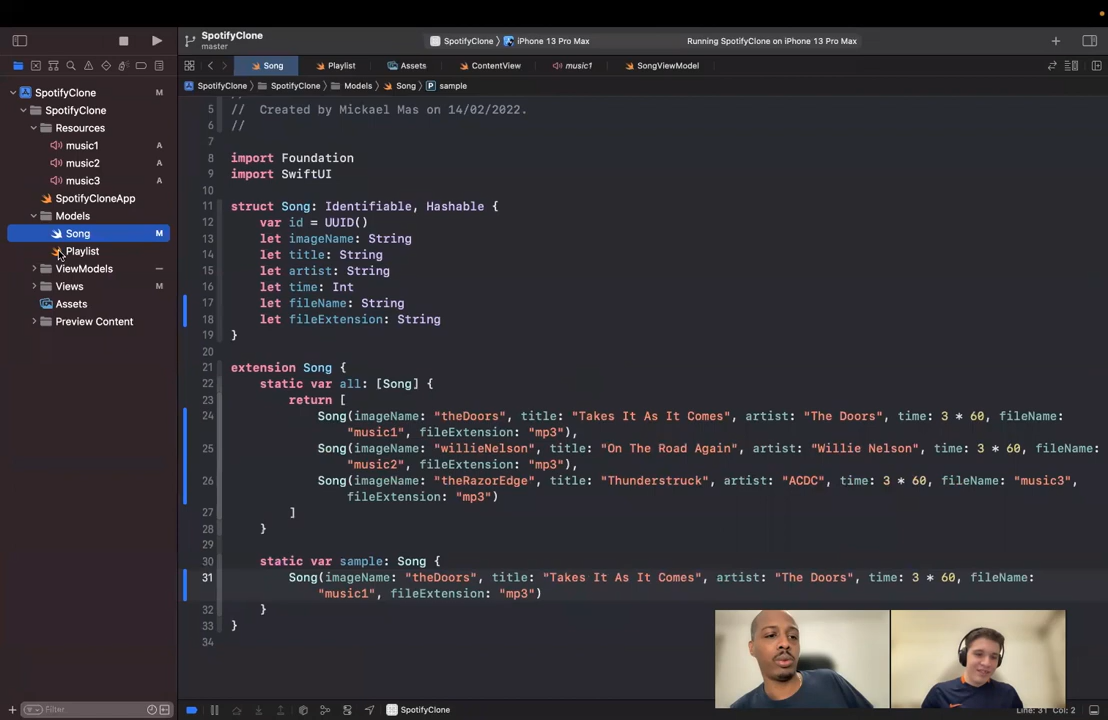 SpotifyClone
master
SpotifyClone
iPhone 13 Pro Max
Running SpotifyClone on iPhone 13 Pro Max
Song
Playlist
Assets
ContentView
music1
SongViewModel
SpotifyClone
SpotifyClone
Models
Song
P
sample
SpotifyClone
M
SpotifyClone
Resources
music1
A
music2
A
music3
A
SpotifyCloneApp
Models
Song
M
Playlist
ViewModels
Views
M
Assets
Preview Content
Filter
5 // Created by Mickael Mas on 14/02/2022.
6 //
7
8 import Foundation
9 import SwiftUI
10
11 struct Song: Identifiable, Hashable {
12 var id = UUID()
13 let imageName: String
14 let title: String
15 let artist: String
16 let time: Int
17 let fileName: String
18 let fileExtension: String
19 }
20
21 extension Song {
22 static var all: [Song] {
23 return [
24 Song(imageName: "theDoors", title: "Takes It As It Comes", artist: "The Doors", time: 3 * 60, fileName:
"music1", fileExtension: "mp3"),
25 Song(imageName: "willieNelson", title: "On The Road Again", artist: "Willie Nelson", time: 3 * 60, fileName:
"music2", fileExtension: "mp3"),
26 Song(imageName: "theRazorEdge", title: "Thunderstruck", artist: "ACDC", time: 3 * 60, fileName: "music3",
fileExtension: "mp3")
27 ]
28 }
29
30 static var sample: Song {
31 Song(imageName: "theDoors", title: "Takes It As It Comes", artist: "The Doors", time: 3 * 60, fileName:
"music1", fileExtension: "mp3")
32 }
33 }
34
SpotifyClone